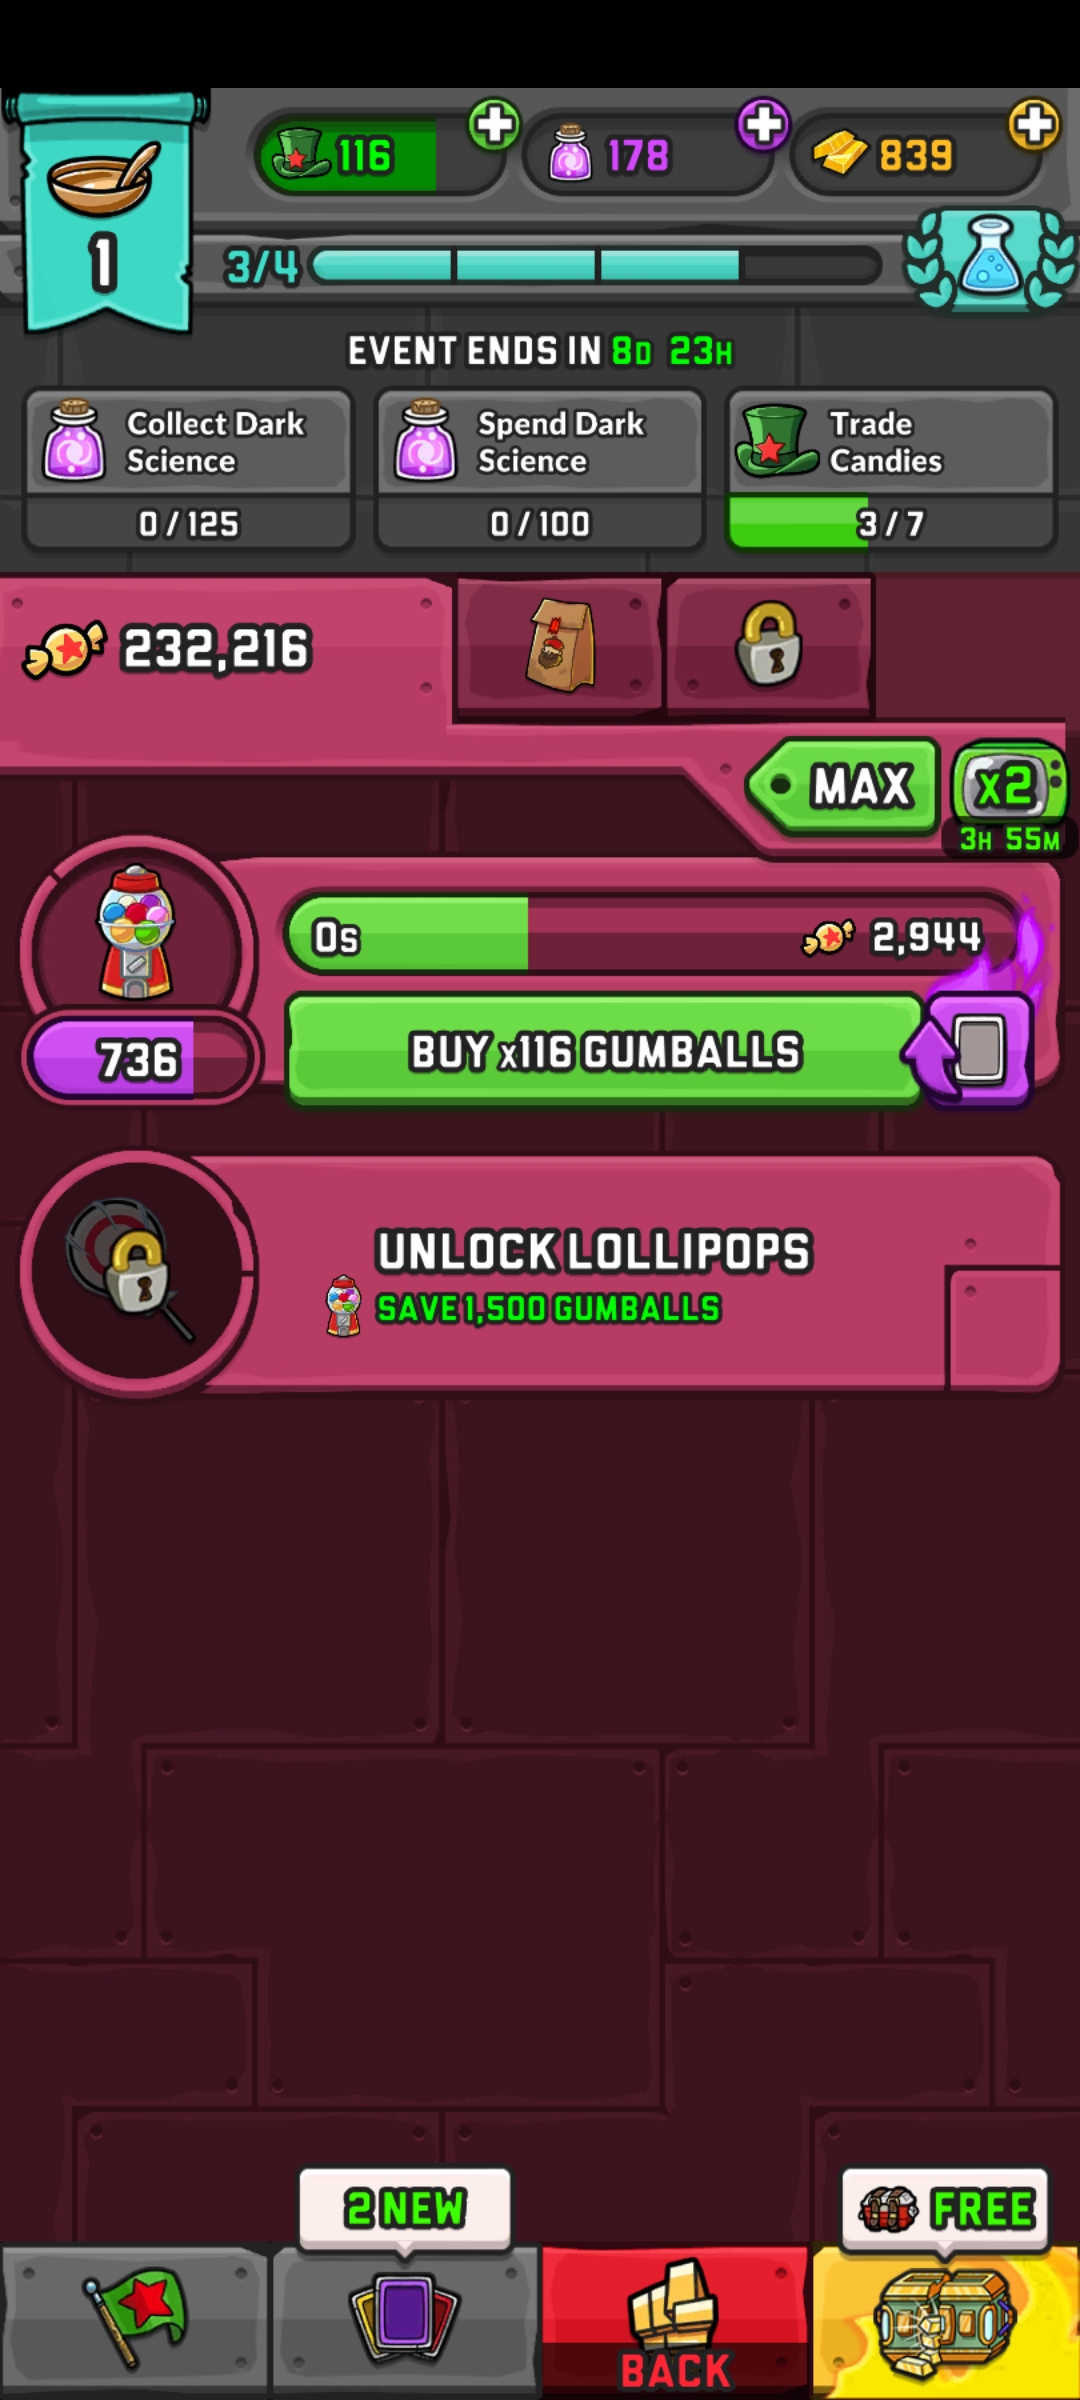 116
178
839
1
3/4
EVENT ENDS IN 8D 23H
Collect Dark
Science
0 / 125
Spend Dark
Science
0 / 100
Trade
Candies
3 / 7
232,216
MAX
x2
3H 55M
0s
2,944
736
BUY x116 GUMBALLS
UNLOCK LOLLIPOPS
SAVE 1,500 GUMBALLS
2 NEW
FREE
BACK